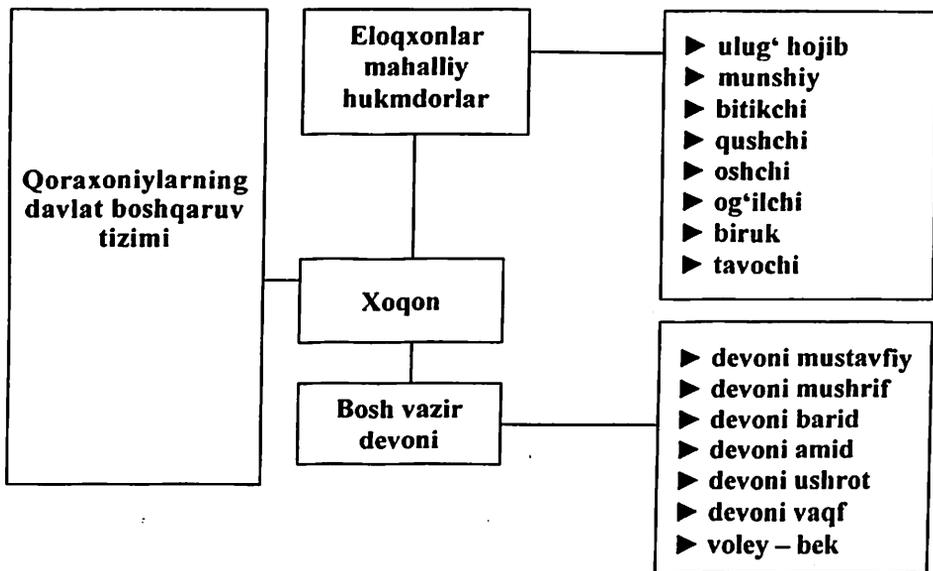 Qoraxoniylarning
davlat boshqaruv
tizimi
Eloqxonlar
mahalliy
hukmdorlar
► ulug‘ hojib
► munshiy
► bitikchi
► qushchi
► oshchi
► og‘ilchi
► biruk
► tavochi
Xoqon
Bosh vazir
devoni
► devoni mustavfiy
► devoni mushrif
► devoni barid
► devoni amid
► devoni ushrot
► devoni vaqf
► voley – bek